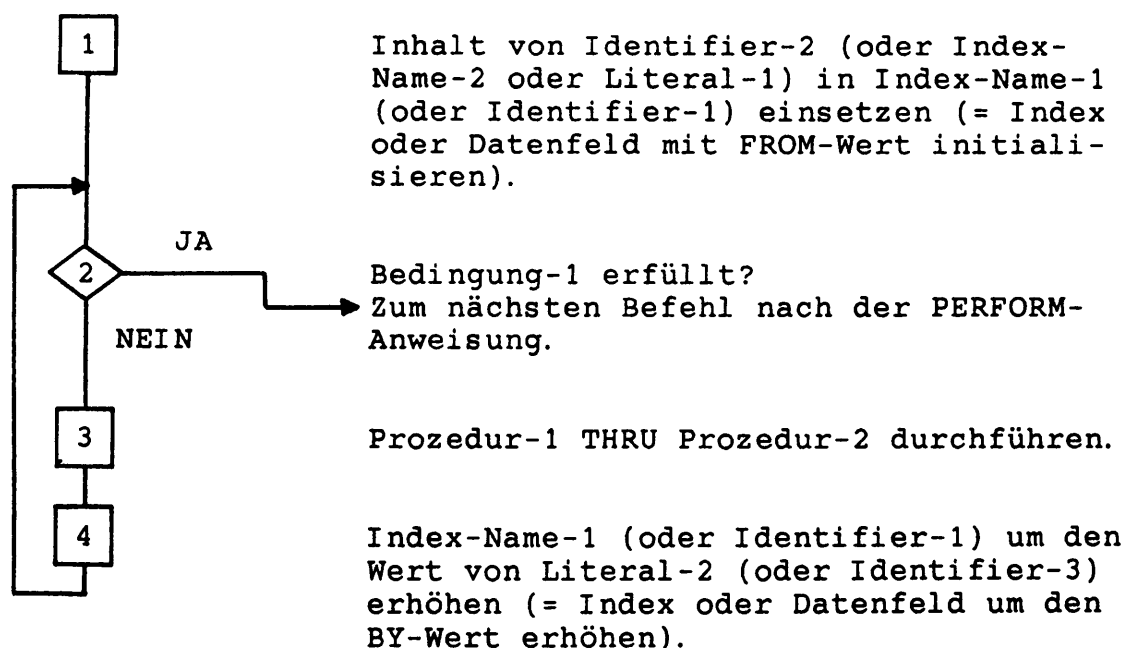 1
Inhalt von Identifier-2 (oder Index-
Name-2 oder Literal-1) in Index-Name-1
(oder Identifier-1) einsetzen (= Index
oder Datenfeld mit FROM-Wert initiali-
sieren).
JA
2
Bedingung-1 erfüllt?
Zum nächsten Befehl nach der PERFORM-
Anweisung.
NEIN
3
Prozedur-1 THRU Prozedur-2 durchführen.
4
Index-Name-1 (oder Identifier-1) um den
Wert von Literal-2 (oder Identifier-3)
erhöhen (= Index oder Datenfeld um den
BY-Wert erhöhen).